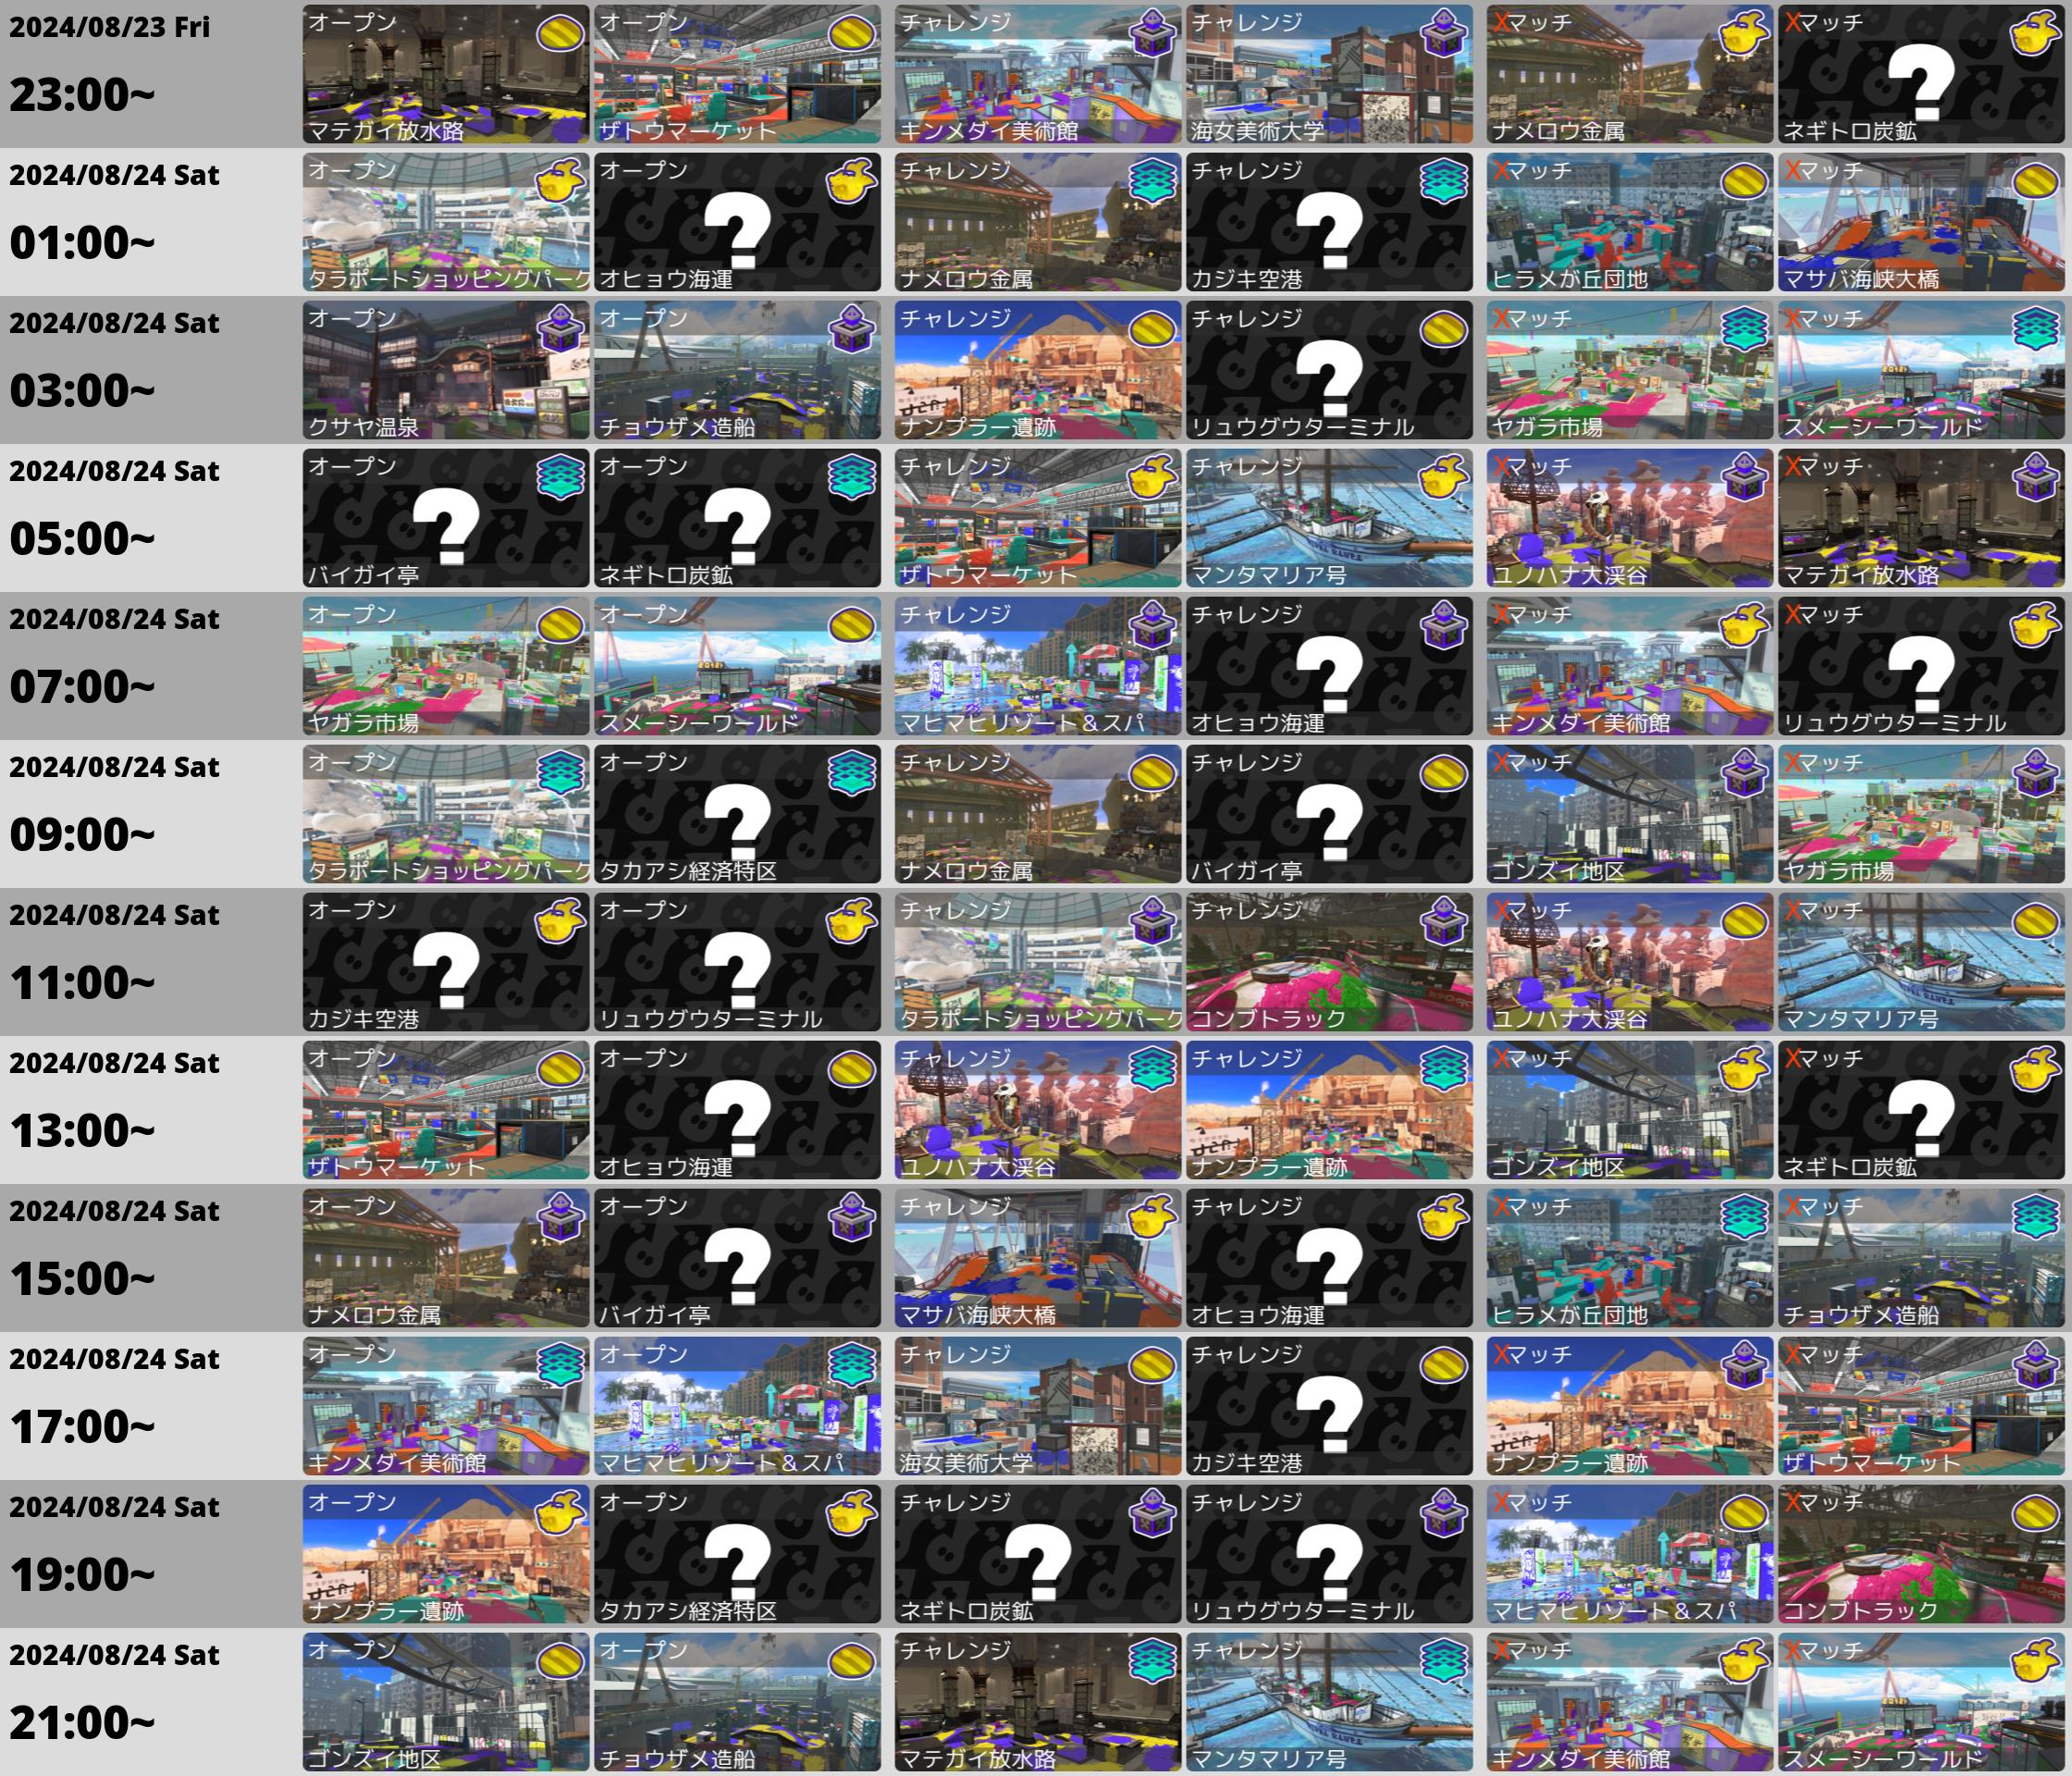 2024/08/23 Fri
23:00~
オープン オープン チャレンジ チャレンジ Xマッチ Xマッチ
マテガイ放水路 ザトウマーケット キンメダイ美術館 海女美術大学 ナメロウ金属 ネギトロ炭鉱
2024/08/24 Sat
01:00~
オープン オープン チャレンジ チャレンジ Xマッチ Xマッチ
タラポートショッピングパーク オヒョウ海運 ナメロウ金属 カジキ空港 ヒラメが丘団地 マサバ海峡大橋
2024/08/24 Sat
03:00~
オープン オープン チャレンジ チャレンジ Xマッチ Xマッチ
クサヤ温泉 チョウザメ造船 ナンプラー遺跡 リュウグウターミナル ヤガラ市場 スメーシーワールド
2024/08/24 Sat
05:00~
オープン オープン チャレンジ チャレンジ Xマッチ Xマッチ
バイガイ亭 ネギトロ炭鉱 ザトウマーケット マンタマリア号 ユノハナ大渓谷 マテガイ放水路
2024/08/24 Sat
07:00~
オープン オープン チャレンジ チャレンジ Xマッチ Xマッチ
ヤガラ市場 スメーシーワールド マヒマヒリゾート＆スパ オヒョウ海運 キンメダイ美術館 リュウグウターミナル
2024/08/24 Sat
09:00~
オープン オープン チャレンジ チャレンジ Xマッチ Xマッチ
タラポートショッピングパーク タカアシ経済特区 ナメロウ金属 バイガイ亭 ゴンズイ地区 ヤガラ市場
2024/08/24 Sat
11:00~
オープン オープン チャレンジ チャレンジ Xマッチ Xマッチ
カジキ空港 リュウグウターミナル タラポートショッピングパーク コンブトラック ユノハナ大渓谷 マンタマリア号
2024/08/24 Sat
13:00~
オープン オープン チャレンジ チャレンジ Xマッチ Xマッチ
ザトウマーケット オヒョウ海運 ユノハナ大渓谷 ナンプラー遺跡 ゴンズイ地区 ネギトロ炭鉱
2024/08/24 Sat
15:00~
オープン オープン チャレンジ チャレンジ Xマッチ Xマッチ
ナメロウ金属 バイガイ亭 マサバ海峡大橋 オヒョウ海運 ヒラメが丘団地 チョウザメ造船
2024/08/24 Sat
17:00~
オープン オープン チャレンジ チャレンジ Xマッチ Xマッチ
キンメダイ美術館 マヒマヒリゾート＆スパ 海女美術大学 カジキ空港 ナンプラー遺跡 ザトウマーケット
2024/08/24 Sat
19:00~
オープン オープン チャレンジ チャレンジ Xマッチ Xマッチ
ナンプラー遺跡 タカアシ経済特区 ネギトロ炭鉱 リュウグウターミナル マヒマヒリゾート＆スパ コンブトラック
2024/08/24 Sat
21:00~
オープン オープン チャレンジ チャレンジ Xマッチ Xマッチ
ゴンズイ地区 チョウザメ造船 マテガイ放水路 マンタマリア号 キンメダイ美術館 スメーシーワールド